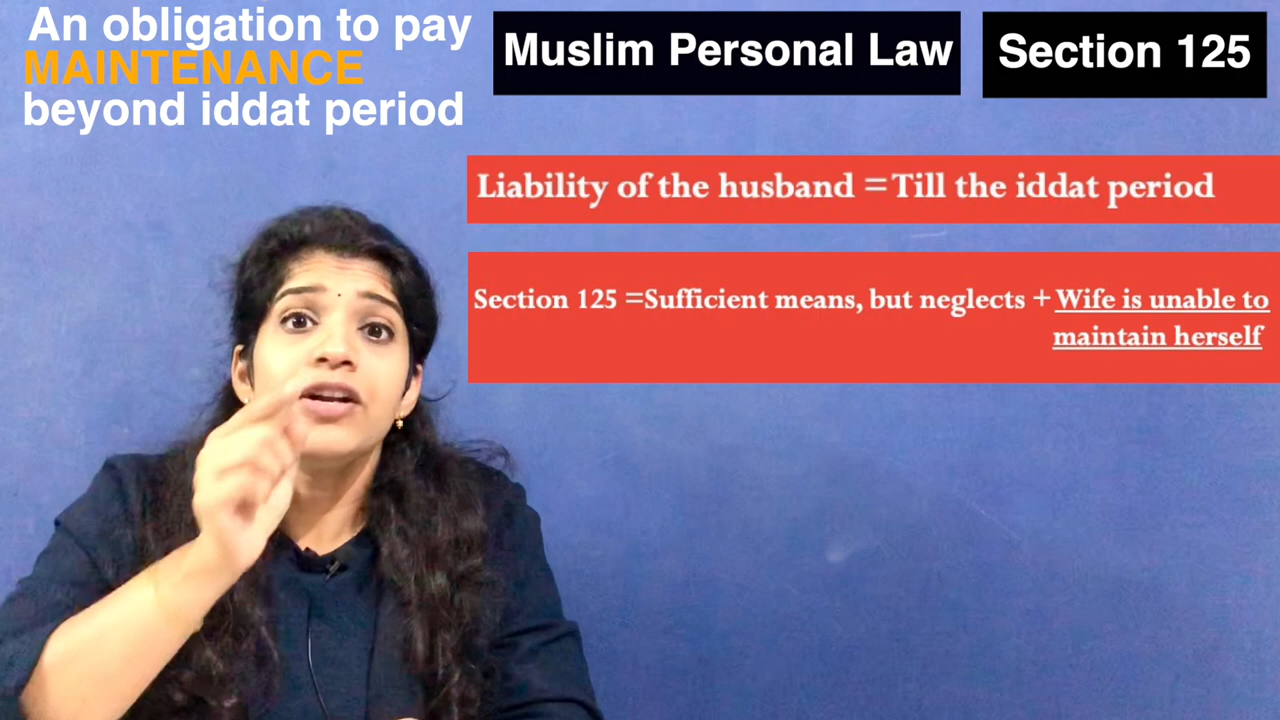 An obligation to pay
MAINTENANCE
beyond iddat period
Muslim Personal Law
Section 125
Liability of the husband = Till the iddat period
Section 125 =Sufficient means, but neglects + Wife is unable to
maintain herself